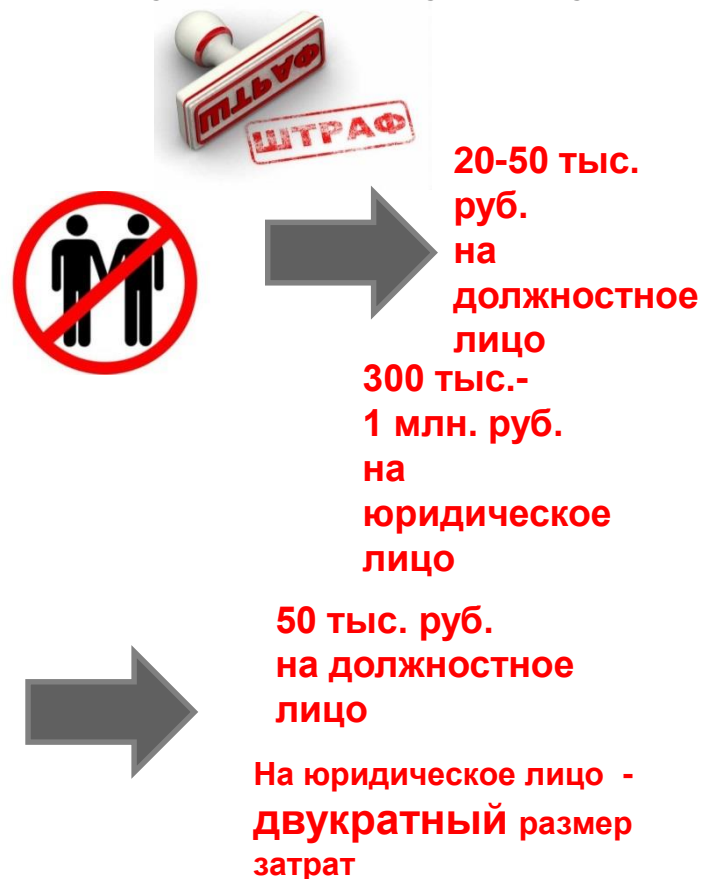 ШТРАФ
ШТРАФ
20-50 тыс.
руб.
на
должностное
лицо
300 тыс.-
1 млн. руб.
на
юридическое
лицо
50 тыс. руб.
на должностное
лицо
На юридическое лицо -
двукратный размер
затрат